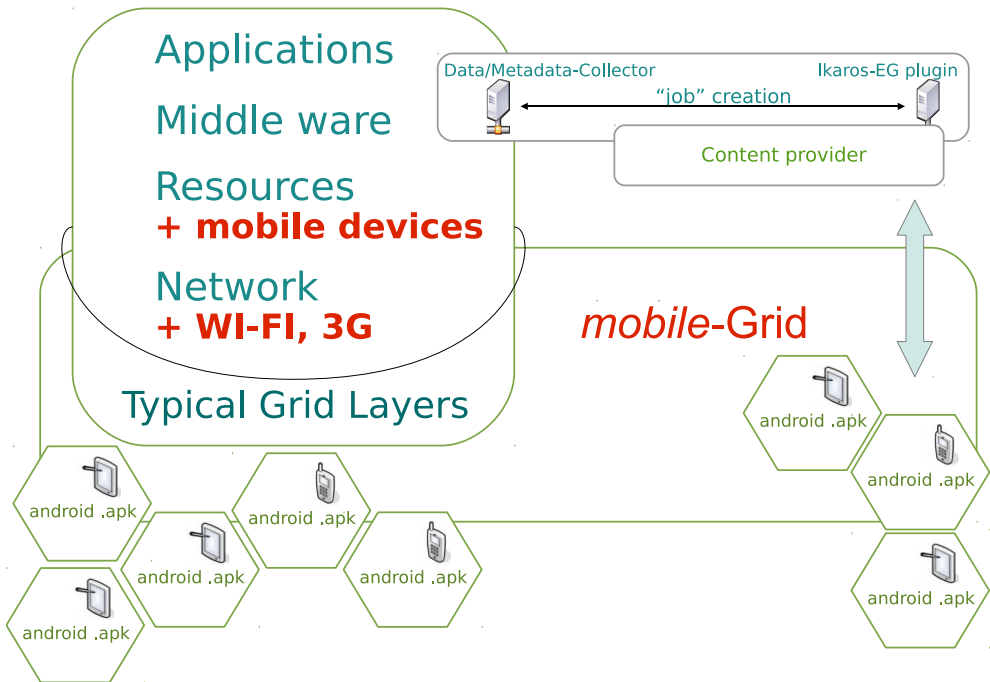 Applications
Middle ware
Resources
+ mobile devices
Network
+ WI-FI, 3G
Typical Grid Layers
Data/Metadata-Collector
Ikaros-EG plugin
“job” creation
Content provider
mobile-Grid
android .apk
android .apk
android .apk
android .apk
android .apk
android .apk
android .apk
android .apk
android .apk